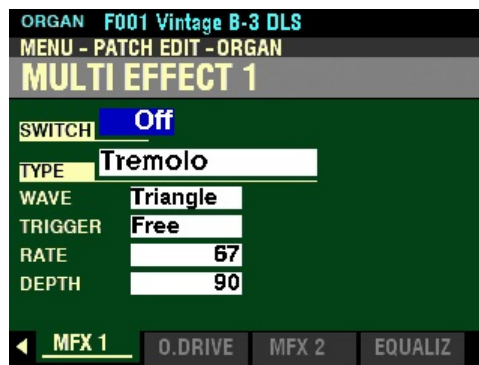 ORGAN F001 Vintage B-3 DLS
MENU - PATCH EDIT - ORGAN
MULTI EFFECT 1
SWITCH Off
TYPE Tremolo
WAVE Triangle
TRIGGER Free
RATE 67
DEPTH 90
MFX 1 O.DRIVE MFX 2 EQUALIZ